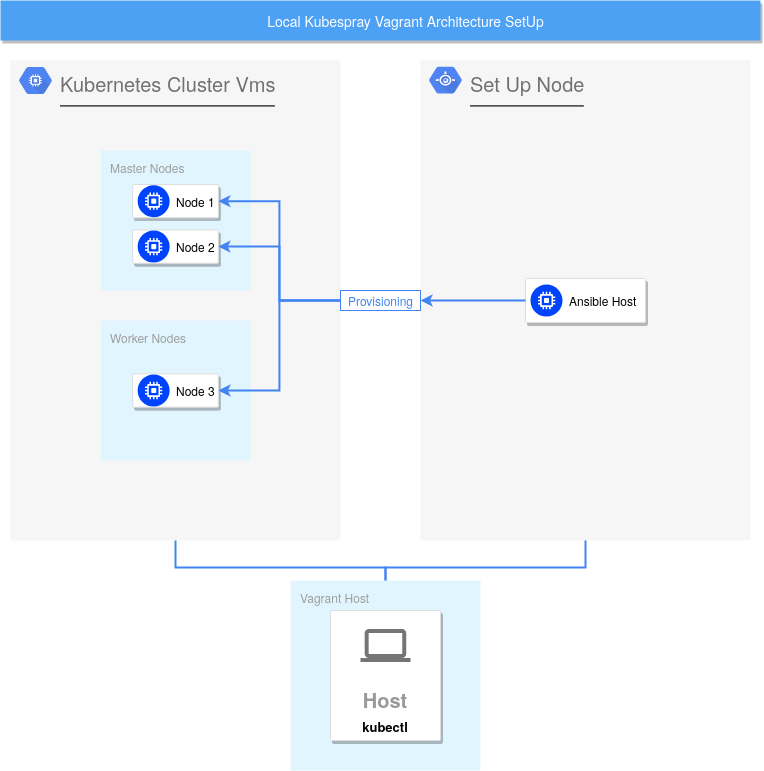 Local Kubespray Vagrant Architecture SetUp
Kubernetes Cluster Vms
Set Up Node
Master Nodes
Node 1
Node 2
Provisioning
Ansible Host
Worker Nodes
Node 3
Vagrant Host
Host
kubectl